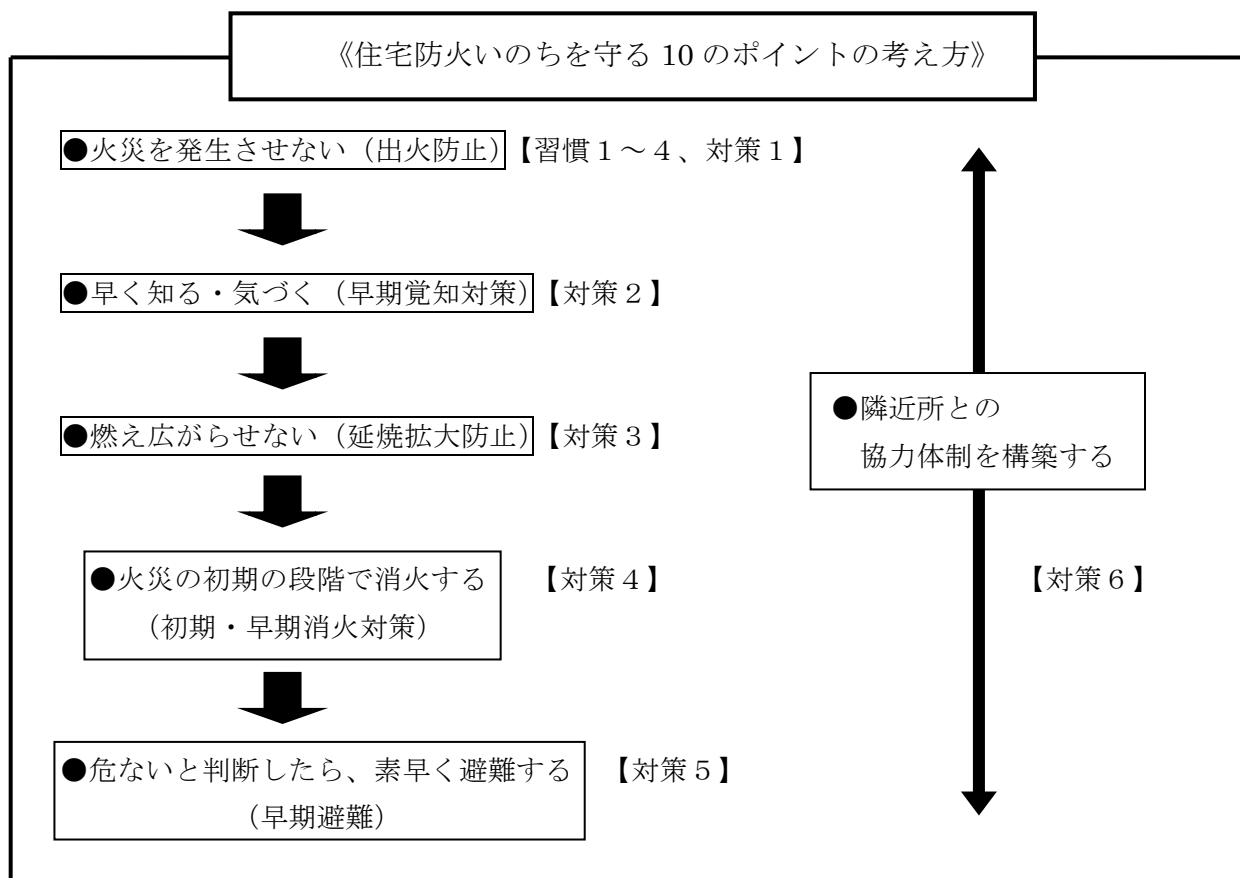 《住宅防火いのちを守る 10 のポイントの考え方》
●火災を発生させない（出火防止）【習慣１～４、対策１】
●早く知る・気づく（早期覚知対策）【対策２】
●燃え広がらせない（延焼拡大防止）【対策３】
●火災の初期の段階で消火する 【対策４】
（初期・早期消火対策）
●危ないと判断したら、素早く避難する 【対策５】
（早期避難）
●隣近所との
協力体制を構築する
【対策６】